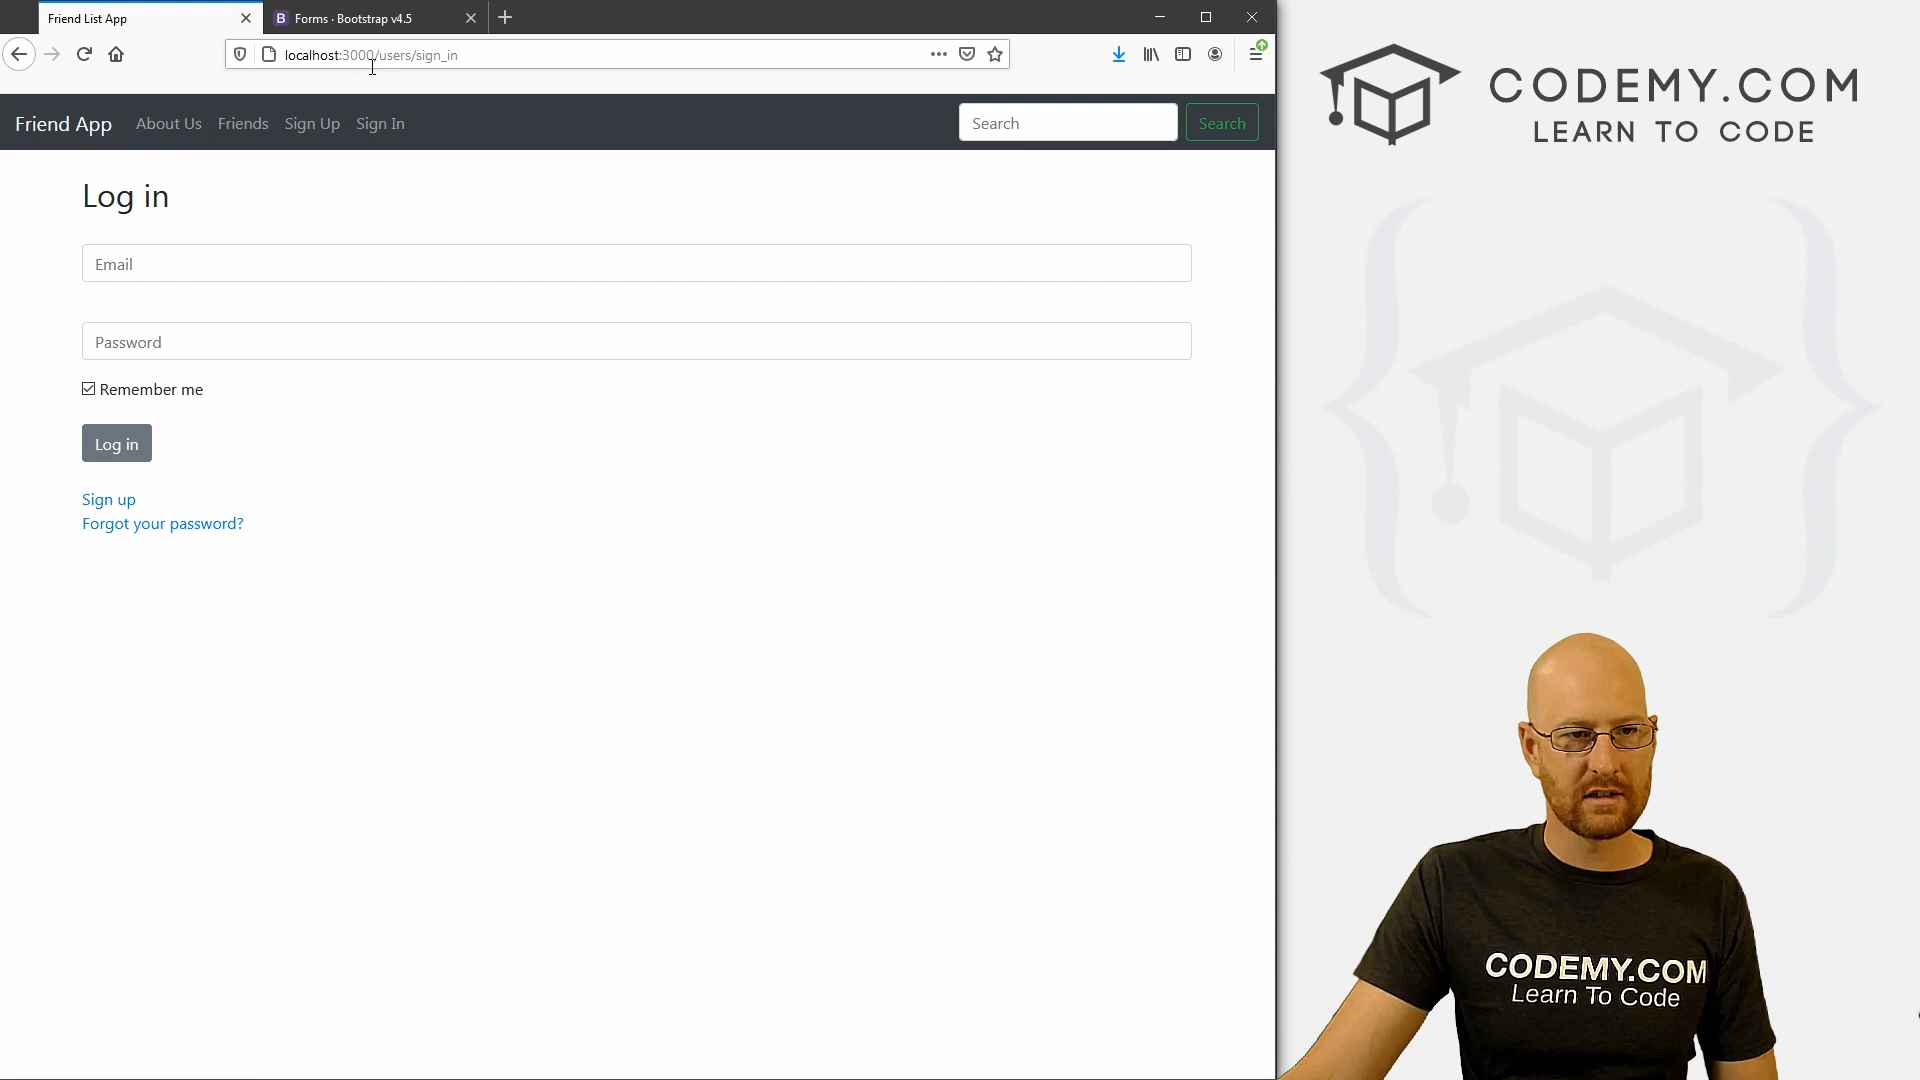 Friend List App
B Forms · Bootstrap v4.5
localhost:3000/users/sign_in
Friend App About Us Friends Sign Up Sign In Search Search
Log in
Email
Password
Remember me
Log in
Sign up
Forgot your password?
CODEMY.COM
LEARN TO CODE
CODEMY.COM
Learn To Code